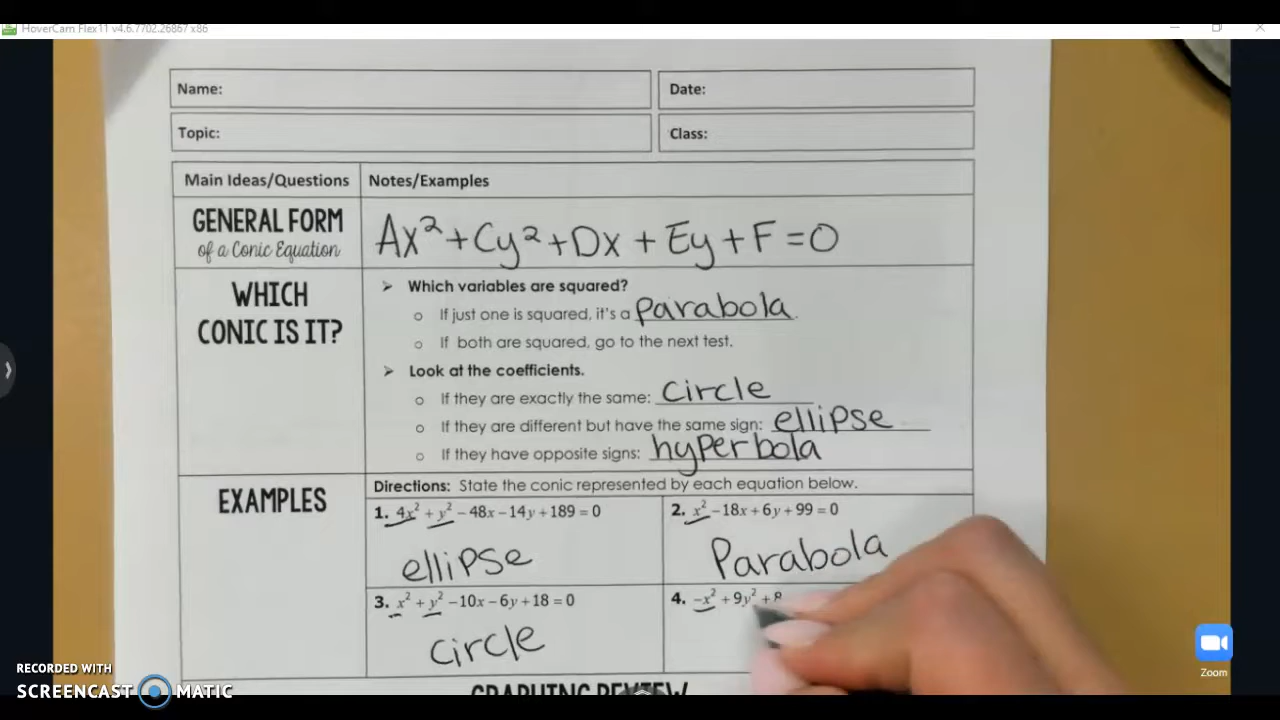 HoverCam Flex11 v4.6.7702.26867 x86
Name:
Date:
Topic:
Class:
Main Ideas/Questions
Notes/Examples
GENERAL FORM
of a Conic Equation
Ax² + Cy² + Dx + Ey + F = 0
WHICH
CONIC IS IT?
➤ Which variables are squared?
o If just one is squared, it's a parabola.
o If both are squared, go to the next test.
➤ Look at the coefficients.
o If they are exactly the same: circle
o If they are different but have the same sign: ellipse
o If they have opposite signs: hyperbola
EXAMPLES
Directions: State the conic represented by each equation below.
1. 4x² + y² – 48x – 14y + 189 = 0
ellipse
2. x² – 18x + 6y + 99 = 0
Parabola
3. x² + y² – 10x – 6y + 18 = 0
circle
4. –x² + 9y² + 8
GRAPHING REVIEW
RECORDED WITH
SCREENCAST MATIC
Zoom